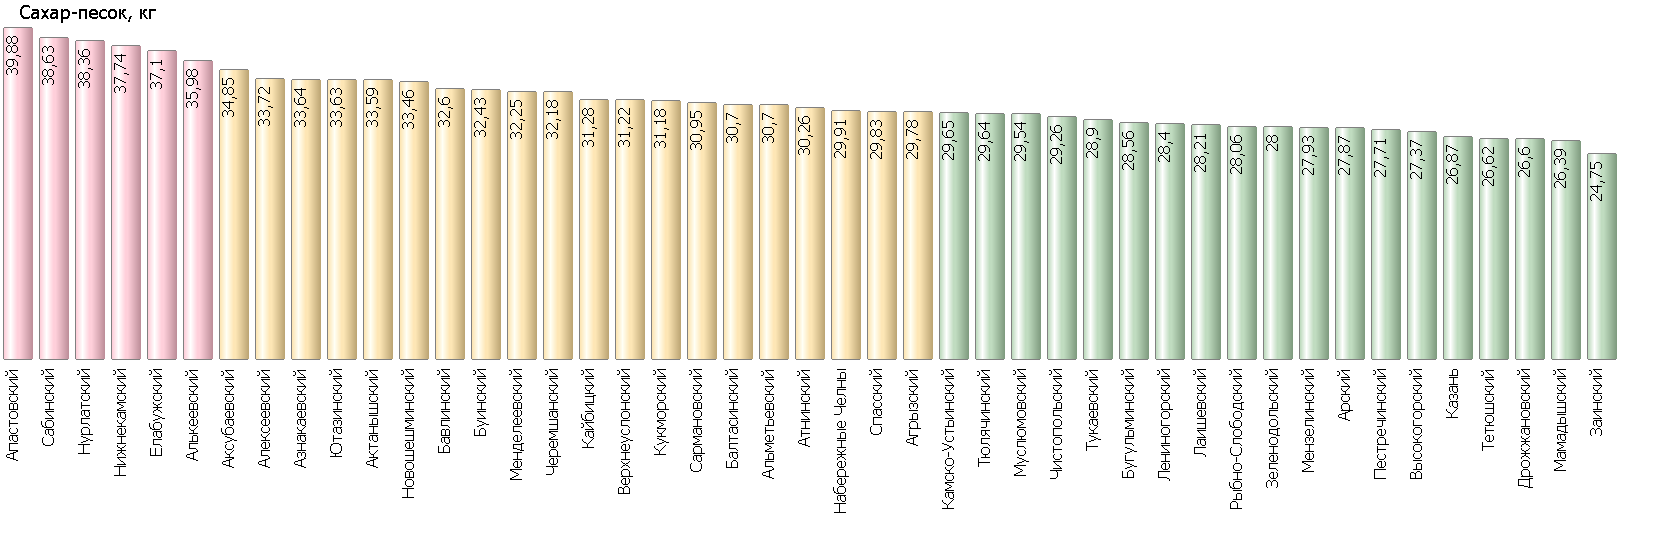 Сахар-песок, кг
39,88
38,63
38,36
37,74
37,1
35,98
34,85
33,72
33,64
33,63
33,59
33,46
32,6
32,43
32,25
32,18
31,28
31,22
31,18
30,95
30,7
30,7
30,26
29,91
29,83
29,78
29,65
29,64
29,54
29,26
28,9
28,56
28,4
28,21
28,06
28
27,93
27,87
27,71
27,37
26,87
26,62
26,6
26,39
24,75
Апастовский
Сабинский
Нурлатский
Нижнекамский
Елабужский
Алькеевский
Аксубаевский
Алексеевский
Азнакаевский
Ютазинский
Актанышский
Новошешминский
Бавлинский
Буинский
Менделеевский
Черемшанский
Кайбицкий
Верхнеуслонский
Кукморский
Сармановский
Балтасинский
Альметьевский
Атнинский
Набережные Челны
Спасский
Агрызский
Камско-Устьинский
Тюлячинский
Муслюмовский
Чистопольский
Тукаевский
Бугульминский
Лениногорский
Лаишевский
Рыбно-Слободский
Зеленодольский
Мензелинский
Арский
Пестречинский
Высокогорский
Казань
Тетюшский
Дрожжановский
Мамадышский
Заинский